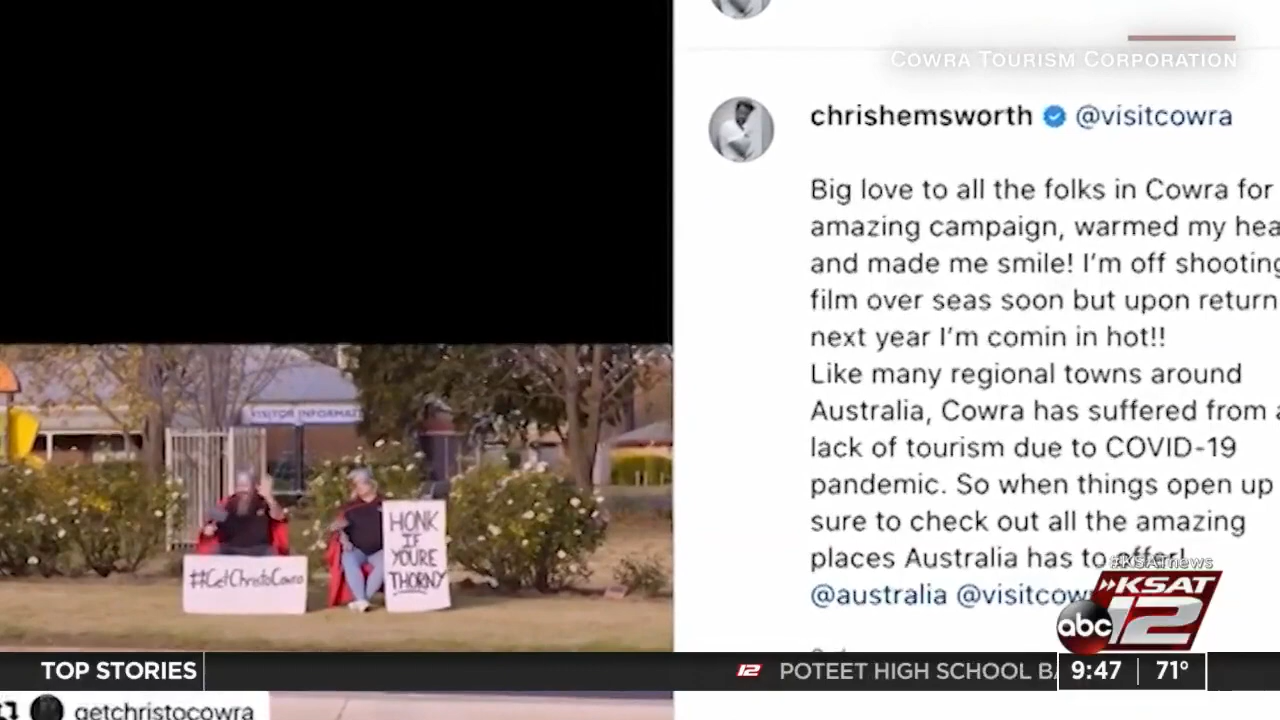 COWRA TOURISM CORPORATION
chrishemsworth @visitcowra
Big love to all the folks in Cowra for
amazing campaign, warmed my hea
and made me smile! I'm off shooting
film over seas soon but upon return
next year I'm comin in hot!!
Like many regional towns around
Australia, Cowra has suffered from a
lack of tourism due to COVID-19
pandemic. So when things open up
sure to check out all the amazing
places Australia has to offer!
@australia @visitcow
VISITOR INFORMAT
#GetChristoCowra
HONK
IF
YOURE
THORNY
#KSATnews
KSAT
abc 12
TOP STORIES
12 POTEET HIGH SCHOOL BA
9:47 71°
getchristocowra